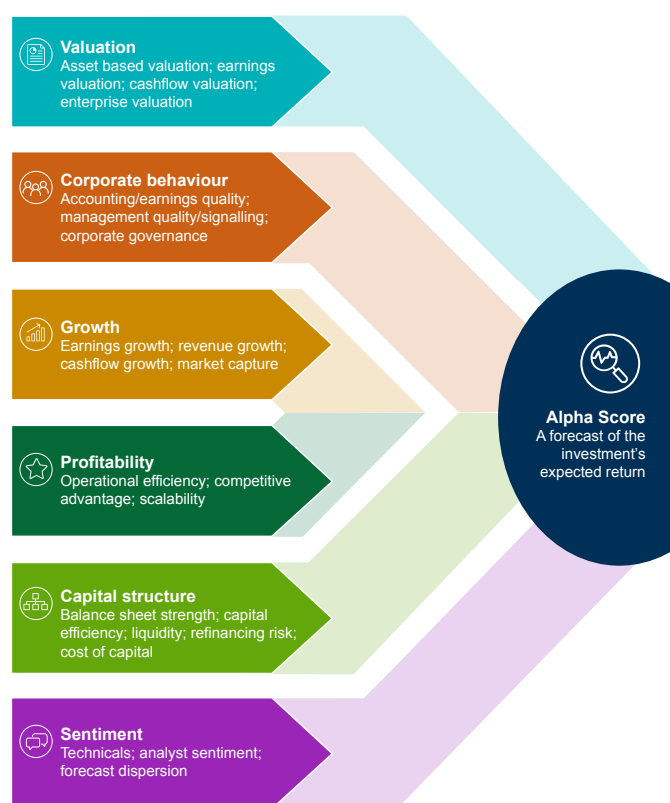 Valuation
Asset based valuation; earnings
valuation; cashflow valuation;
enterprise valuation
Corporate behaviour
Accounting/earnings quality;
management quality/signalling;
corporate governance
Growth
Earnings growth; revenue growth;
cashflow growth; market capture
Profitability
Operational efficiency; competitive
advantage; scalability
Capital structure
Balance sheet strength; capital
efficiency; liquidity; refinancing risk;
cost of capital
Sentiment
Technicals; analyst sentiment;
forecast dispersion
Alpha Score
A forecast of the
investment's
expected return